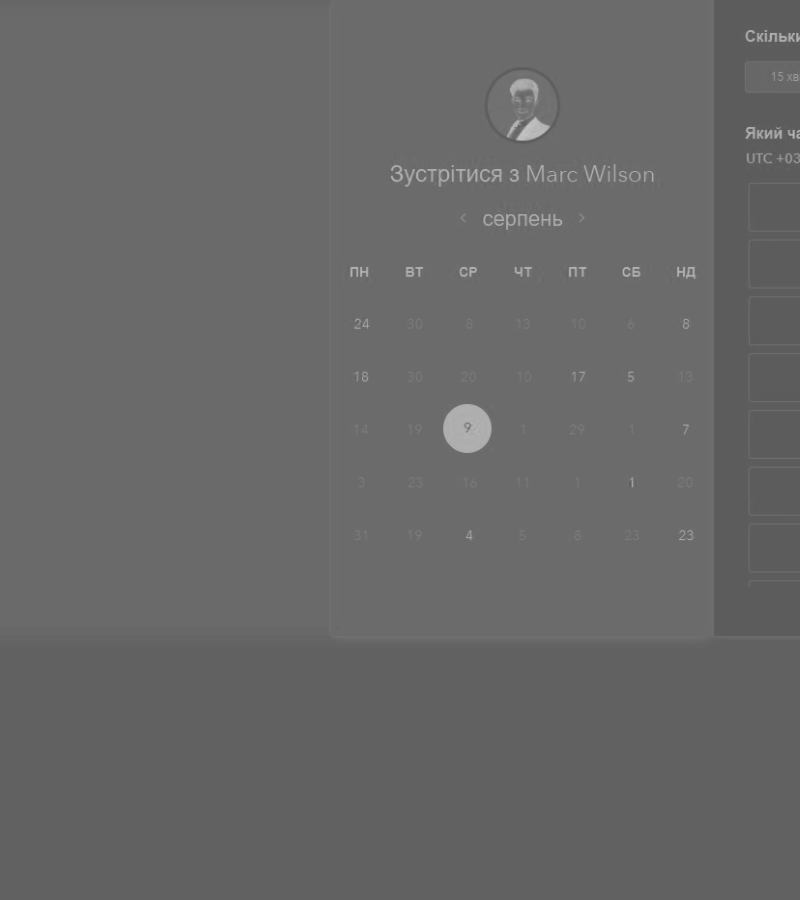 Зустрітися з Marc Wilson
серпень
ПН ВТ СР ЧТ ПТ СБ НД
24 30 8 13 10 6 8
18 30 20 10 17 5 13
14 19 9 1 29 1 7
3 23 16 11 1 1 20
31 19 4 5 8 23 23
Скільки
15 хв
Який ча
UTC +03